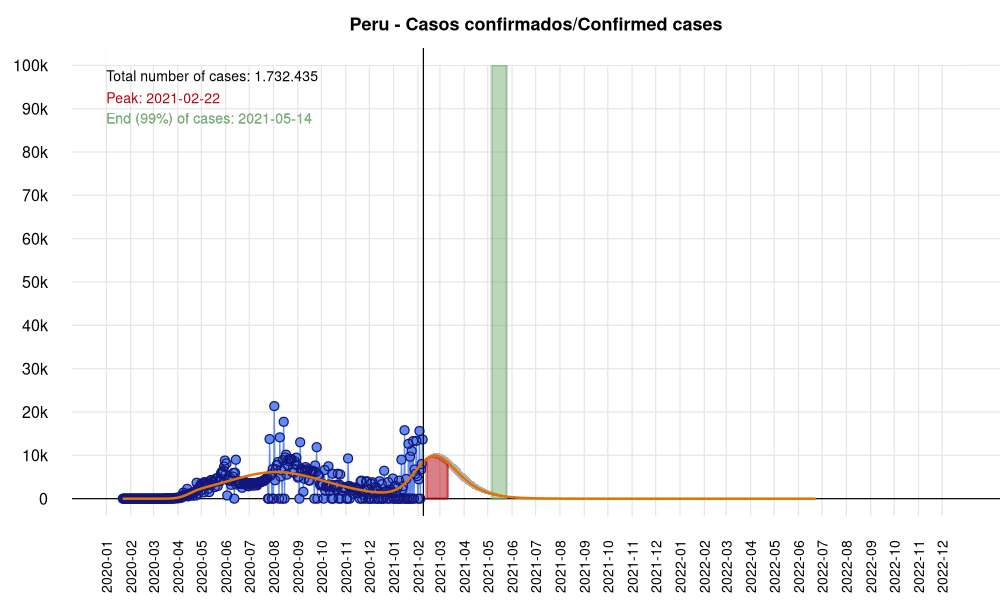 Peru - Casos confirmados/Confirmed cases
100k
90k
80k
70k
60k
50k
40k
30k
20k
10k
0
Total number of cases: 1.732.435
Peak: 2021-02-22
End (99%) of cases: 2021-05-14
2020-01
2020-02
2020-03
2020-04
2020-05
2020-06
2020-07
2020-08
2020-09
2020-10
2020-11
2020-12
2021-01
2021-02
2021-03
2021-04
2021-05
2021-06
2021-07
2021-08
2021-09
2021-10
2021-11
2021-12
2022-01
2022-02
2022-03
2022-04
2022-05
2022-06
2022-07
2022-08
2022-09
2022-10
2022-11
2022-12